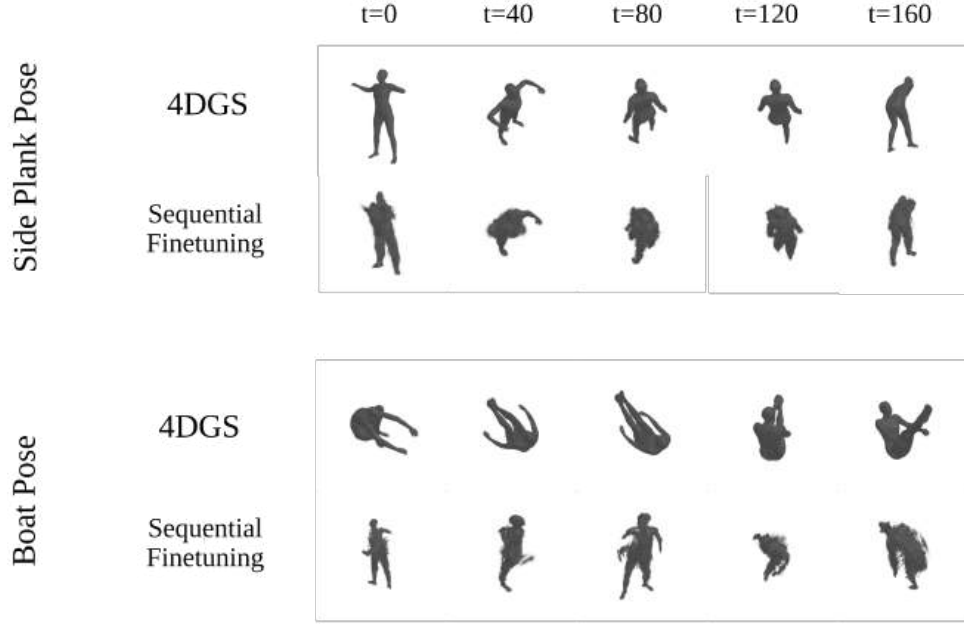 t=0 t=40 t=80 t=120 t=160
Side Plank Pose
4DGS
Sequential
Finetuning
Boat Pose
4DGS
Sequential
Finetuning